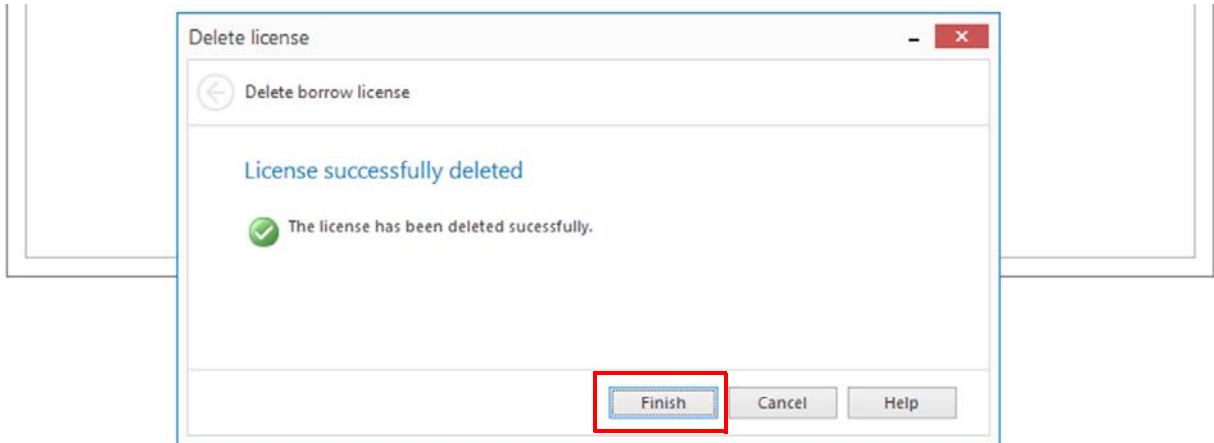 Delete license
Delete borrow license
License successfully deleted
The license has been deleted sucessfully.
Finish Cancel Help